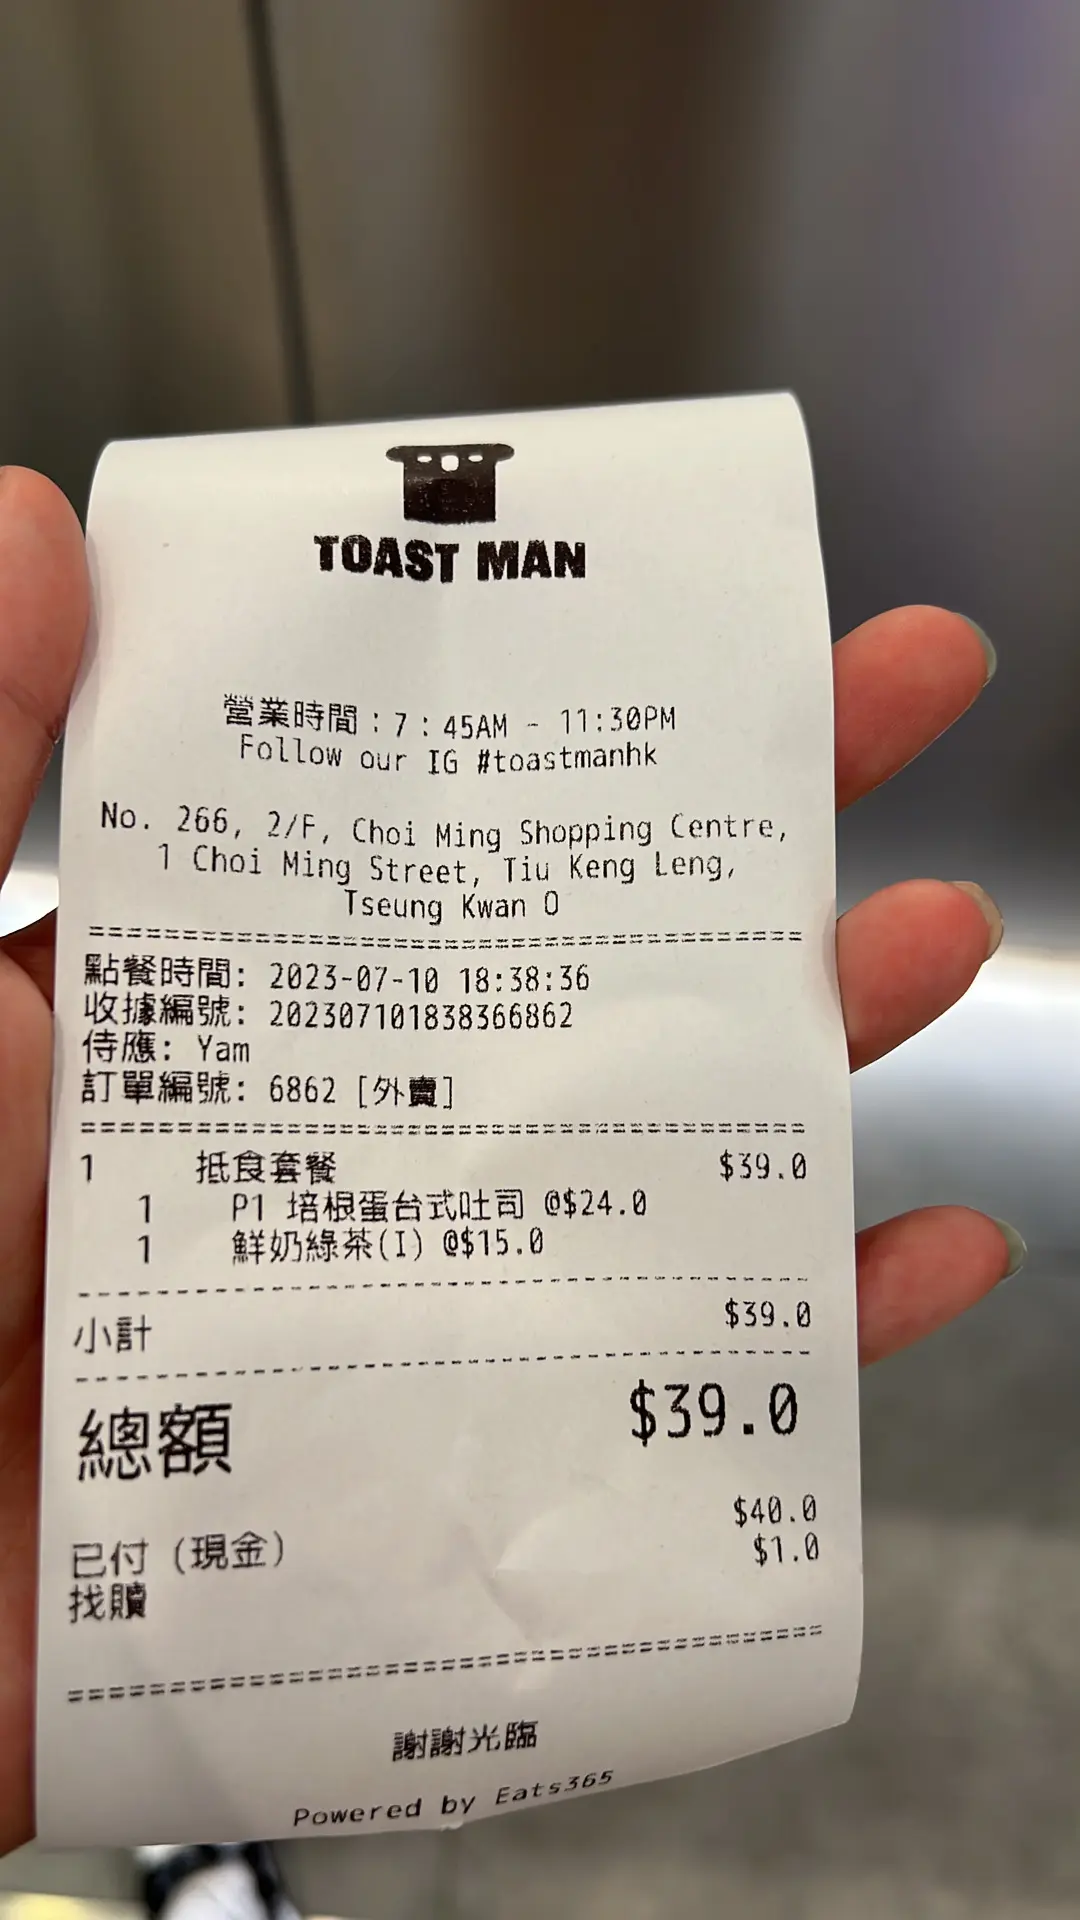 TOAST MAN
營業時間：7：45AM - 11:30PM
Follow our IG #toastmanhk
No. 266, 2/F, Choi Ming Shopping Centre,
1 Choi Ming Street, Tiu Keng Leng,
Tseung Kwan O
點餐時間: 2023-07-10 18:38:36
收據編號: 202307101838366862
侍應: Yam
訂單編號: 6862 [外賣]
1 抵食套餐 $39.0
1 P1 培根蛋台式吐司 @$24.0
1 鮮奶綠茶(I) @$15.0
小計 $39.0
總額 $39.0
已付 (現金) $40.0
找贖 $1.0
謝謝光臨
Powered by Eats365